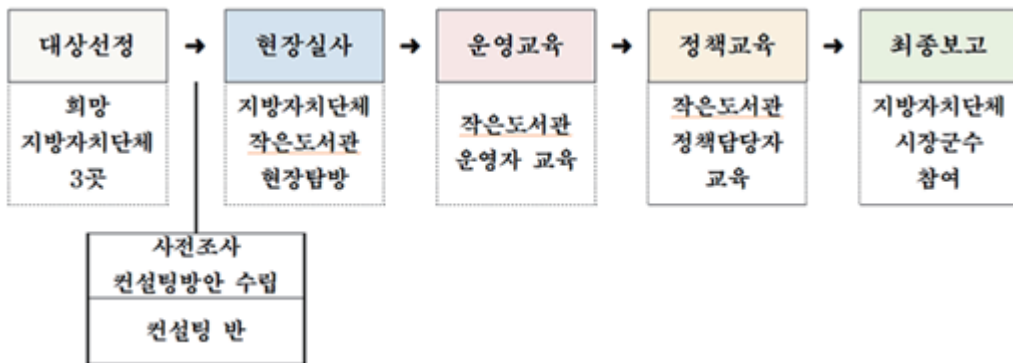 대상선정 → 현장실사 → 운영교육 → 정책교육 → 최종보고
희망
지방자치단체
3곳
지방자치단체
작은도서관
현장탐방
작은도서관
운영자 교육
작은도서관
정책담당자
교육
지방자치단체
시장군수
참여
사전조사
컨설팅방안 수립
컨설팅 반